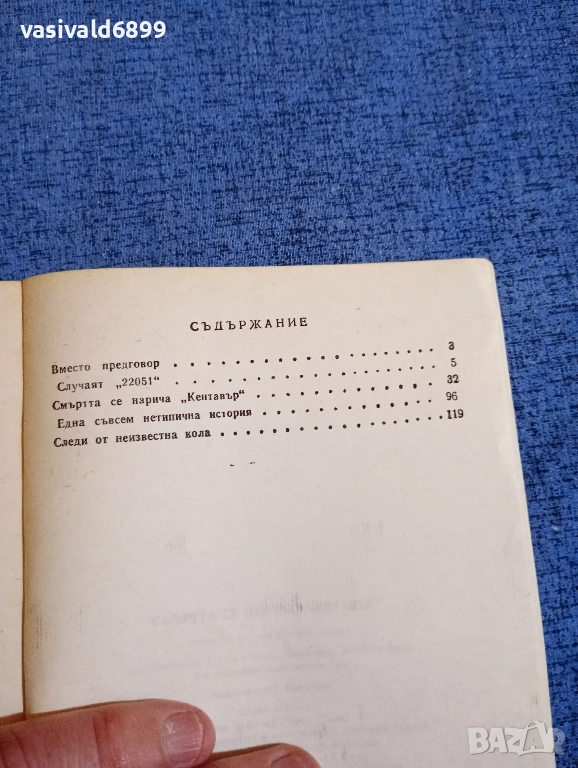 vasivald6899
СЪДЪРЖАНИЕ
Вместо предговор . . . . . . . . . . . . . . . . . 3
Случаят „22051“ . . . . . . . . . . . . . . . . . 5
Смъртта се нарича „Кентавър“ . . . . . . . . . . . 32
Една съвсем нетипична история . . . . . . . . . . . 96
Следи от неизвестна кола . . . . . . . . . . . . . 119
BAZAR